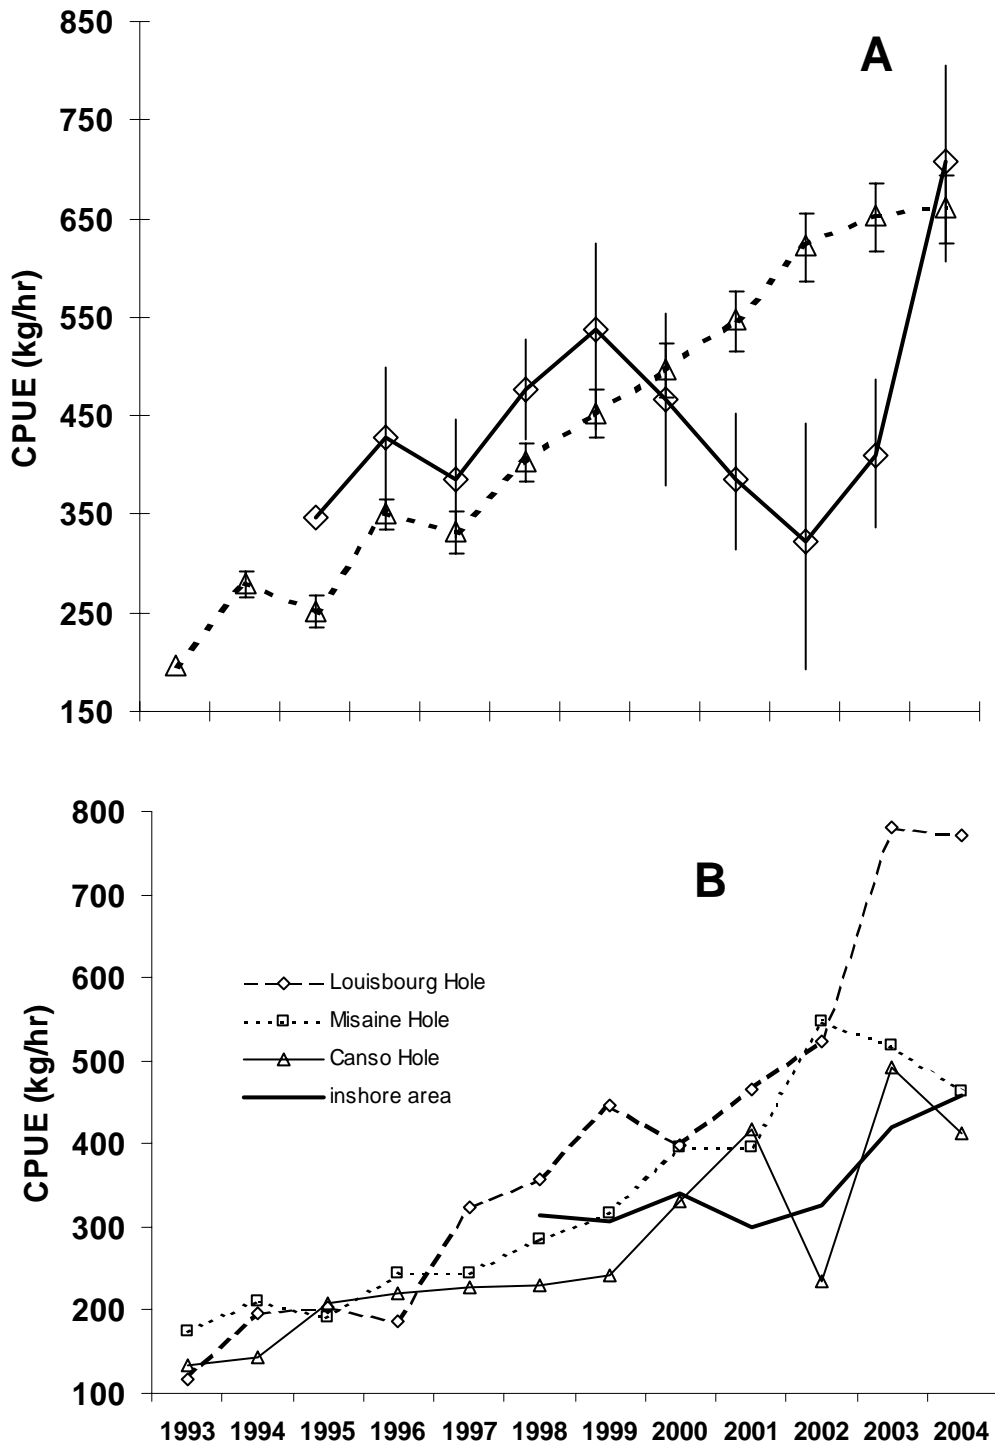 850
A
750
650
550
450
350
250
150
CPUE (kg/hr)
800
B
700
600
500
400
300
200
100
CPUE (kg/hr)
Louisbourg Hole
Misaine Hole
Canso Hole
inshore area
1993 1994 1995 1996 1997 1998 1999 2000 2001 2002 2003 2004